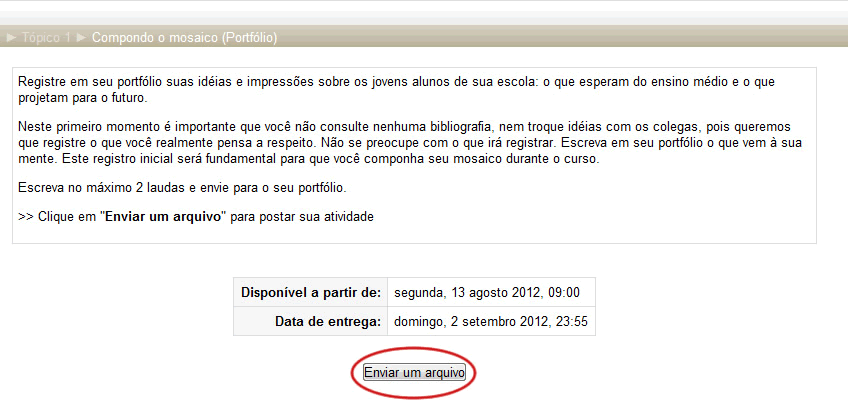 ► Tópico 1 ► Compondo o mosaico (Portfólio)
Registre em seu portfólio suas idéias e impressões sobre os jovens alunos de sua escola: o que esperam do ensino médio e o que
projetam para o futuro.
Neste primeiro momento é importante que você não consulte nenhuma bibliografia, nem troque idéias com os colegas, pois queremos
que registre o que você realmente pensa a respeito. Não se preocupe com o que irá registrar. Escreva em seu portfólio o que vem à sua
mente. Este registro inicial será fundamental para que você componha seu mosaico durante o curso.
Escreva no máximo 2 laudas e envie para o seu portfólio.
>> Clique em "Enviar um arquivo" para postar sua atividade
Disponível a partir de: segunda, 13 agosto 2012, 09:00
Data de entrega: domingo, 2 setembro 2012, 23:55
Enviar um arquivo